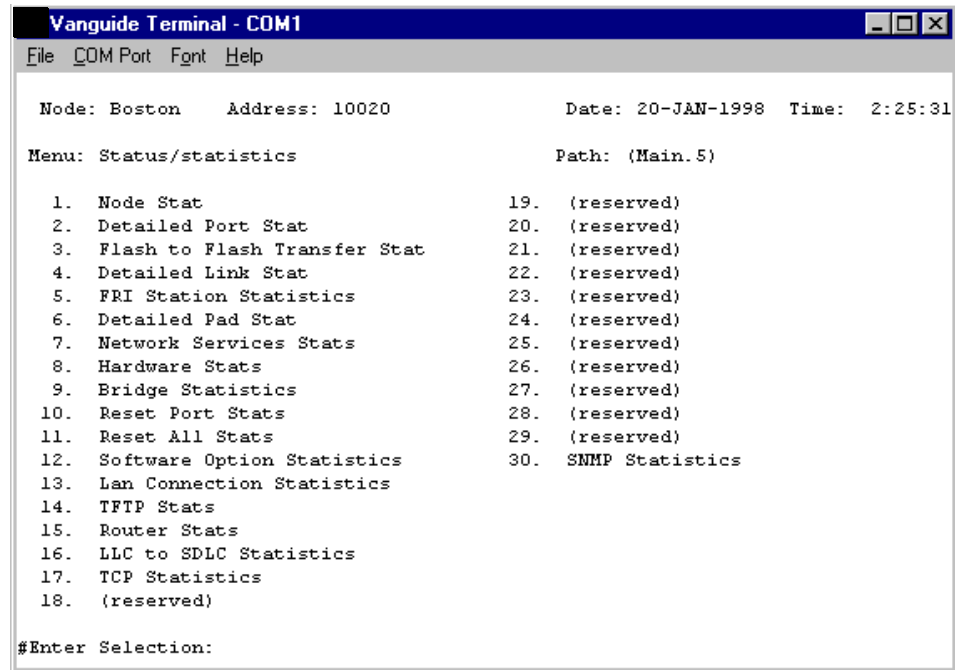 Vanguide Terminal - COM1
File COM Port Font Help
Node: Boston Address: 10020 Date: 20-JAN-1998 Time: 2:25:31
Menu: Status/statistics Path: (Main.5)
1. Node Stat 19. (reserved)
2. Detailed Port Stat 20. (reserved)
3. Flash to Flash Transfer Stat 21. (reserved)
4. Detailed Link Stat 22. (reserved)
5. FRI Station Statistics 23. (reserved)
6. Detailed Pad Stat 24. (reserved)
7. Network Services Stats 25. (reserved)
8. Hardware Stats 26. (reserved)
9. Bridge Statistics 27. (reserved)
10. Reset Port Stats 28. (reserved)
11. Reset All Stats 29. (reserved)
12. Software Option Statistics 30. SNMP Statistics
13. Lan Connection Statistics
14. TFTP Stats
15. Router Stats
16. LLC to SDLC Statistics
17. TCP Statistics
18. (reserved)
#Enter Selection: